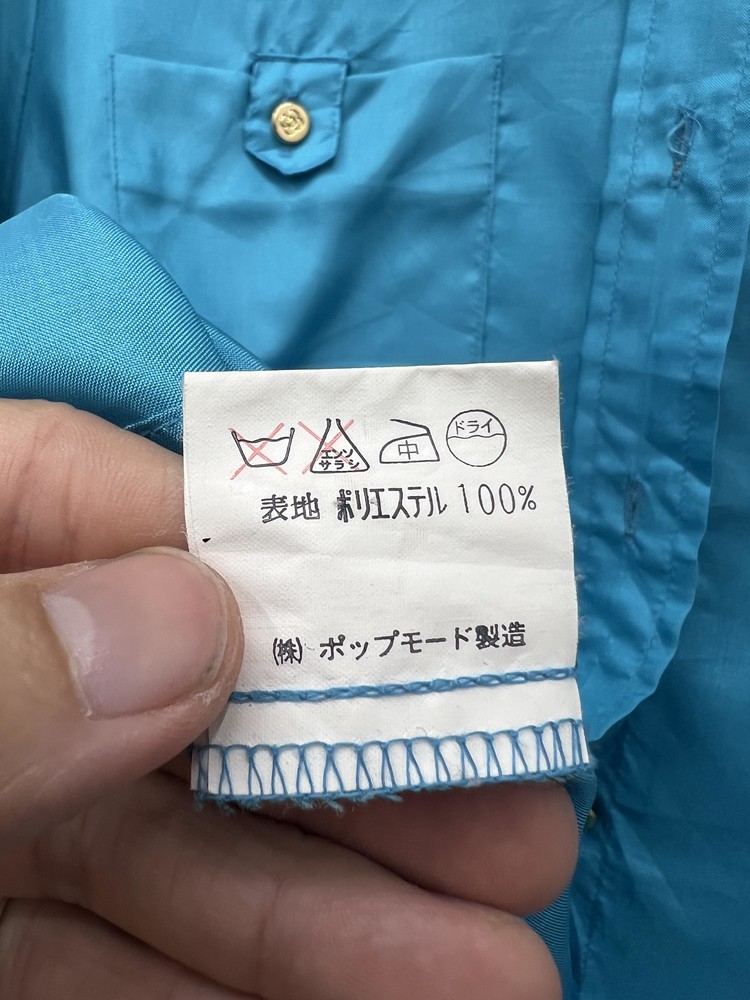 エンソ
サラシ
中
ドライ
表地 ポリエステル 100%
㈱ ポップモード製造